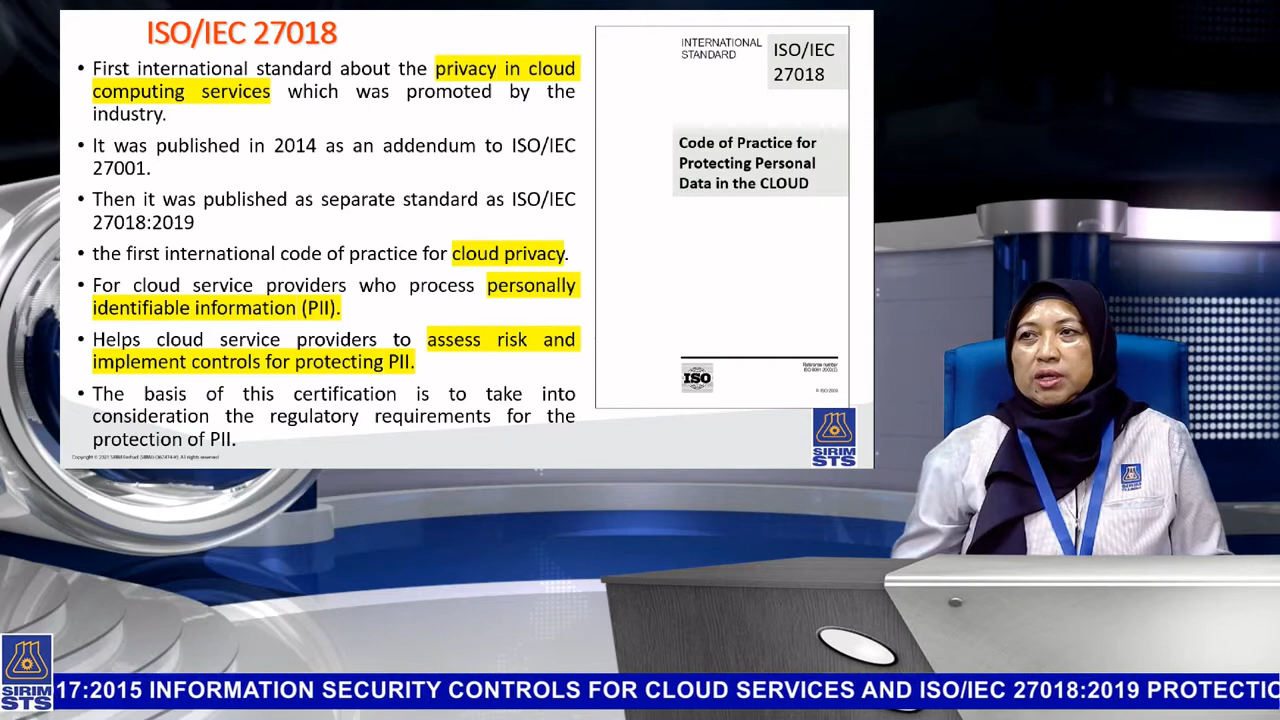 ISO/IEC 27018
• First international standard about the privacy in cloud
computing services which was promoted by the
industry.
• It was published in 2014 as an addendum to ISO/IEC
27001.
• Then it was published as separate standard as ISO/IEC
27018:2019
• the first international code of practice for cloud privacy.
• For cloud service providers who process personally
identifiable information (PII).
• Helps cloud service providers to assess risk and
implement controls for protecting PII.
• The basis of this certification is to take into
consideration the regulatory requirements for the
protection of PII.
INTERNATIONAL
STANDARD
ISO/IEC
27018
Code of Practice for
Protecting Personal
Data in the CLOUD
Reference number
ISO
SIRIM
STS
SIRIM
STS
17:2015 INFORMATION SECURITY CONTROLS FOR CLOUD SERVICES AND ISO/IEC 27018:2019 PROTECTIO